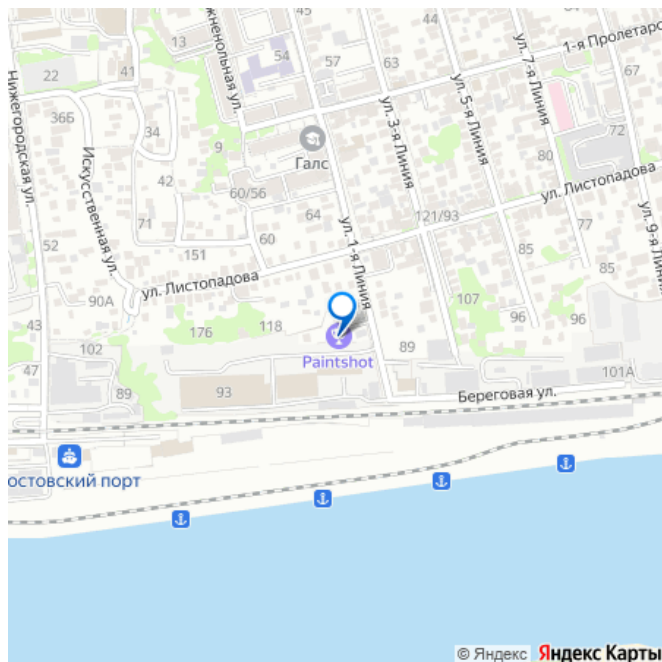 44
ул. 7-я Линия
1-я Пролетарс
13
жненольная ул.
54
22
41
57
63
67
Нижегородская ул.
36Б
34
ул. 3-я Линия
ул. 5-я Линия
72
9
Галс
80
Искусственная ул.
42
60/56
ул. Листопадова
64
121/93
71
77
52
60
151
ул. 1-я Линия
85
ул. 9-я Линия
85
ул. Листопадова
90А
107
43
176
118
96
96
102
89
Paintshot
101А
89
93
Береговая ул.
остовский порт
© Яндекс Яндекс Карты